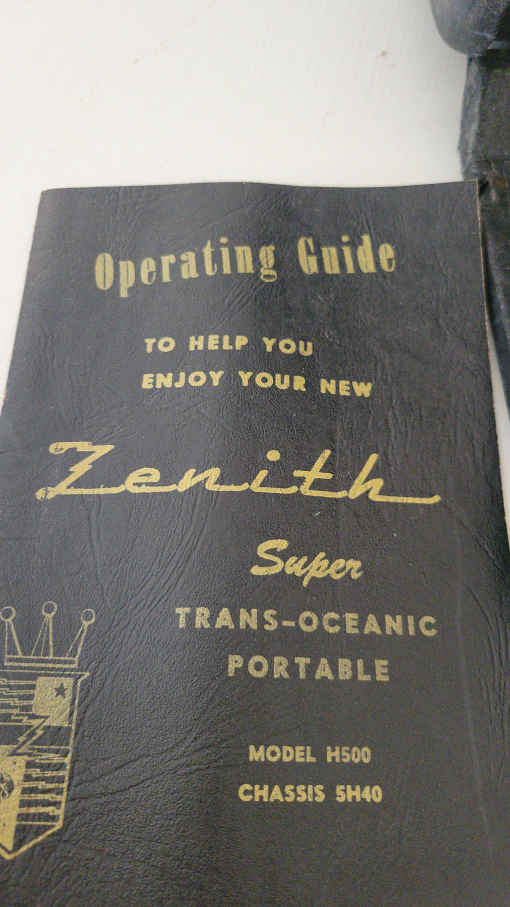 Operating Guide
TO HELP YOU
ENJOY YOUR NEW
Zenith
Super
TRANS-OCEANIC
PORTABLE
MODEL H500
CHASSIS 5H40